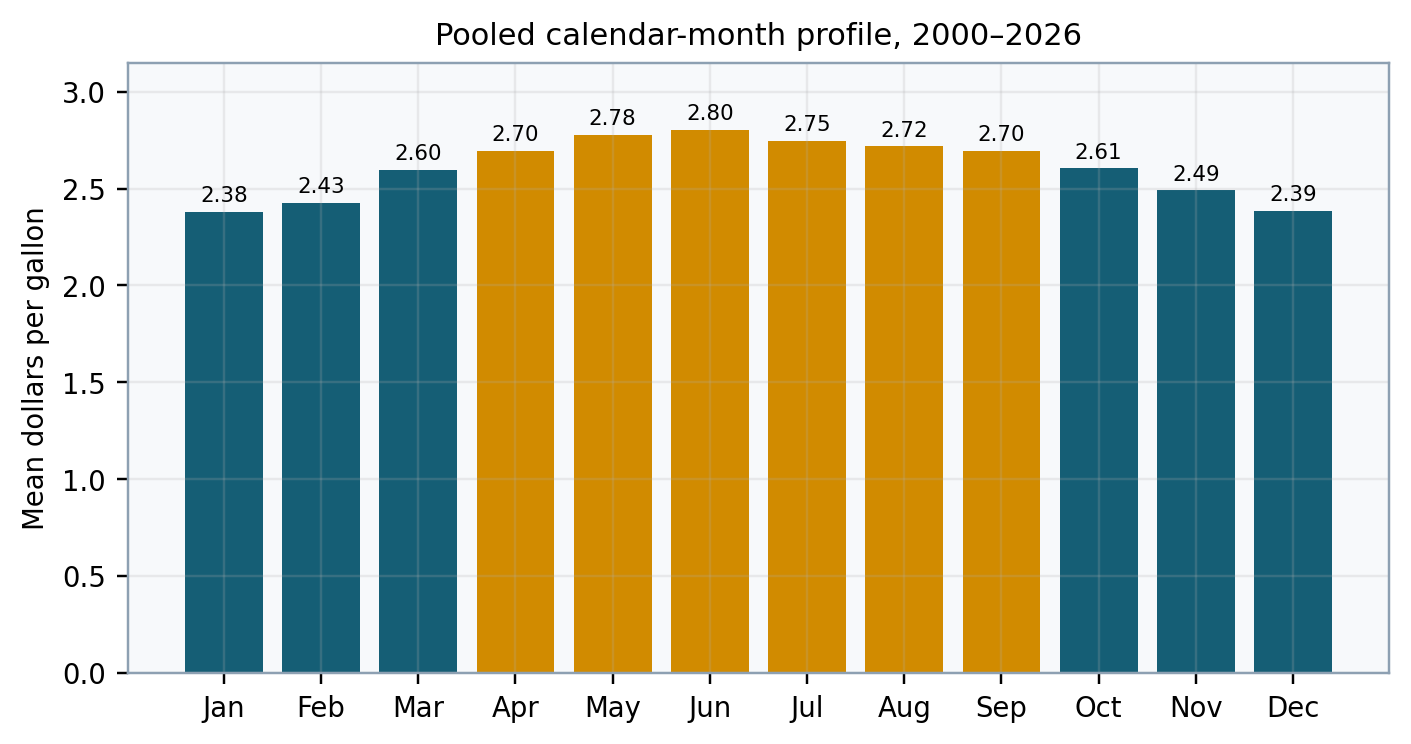 Pooled calendar-month profile, 2000–2026
Mean dollars per gallon
3.0
2.5
2.0
1.5
1.0
0.5
0.0
2.38
2.43
2.60
2.70
2.78
2.80
2.75
2.72
2.70
2.61
2.49
2.39
Jan
Feb
Mar
Apr
May
Jun
Jul
Aug
Sep
Oct
Nov
Dec